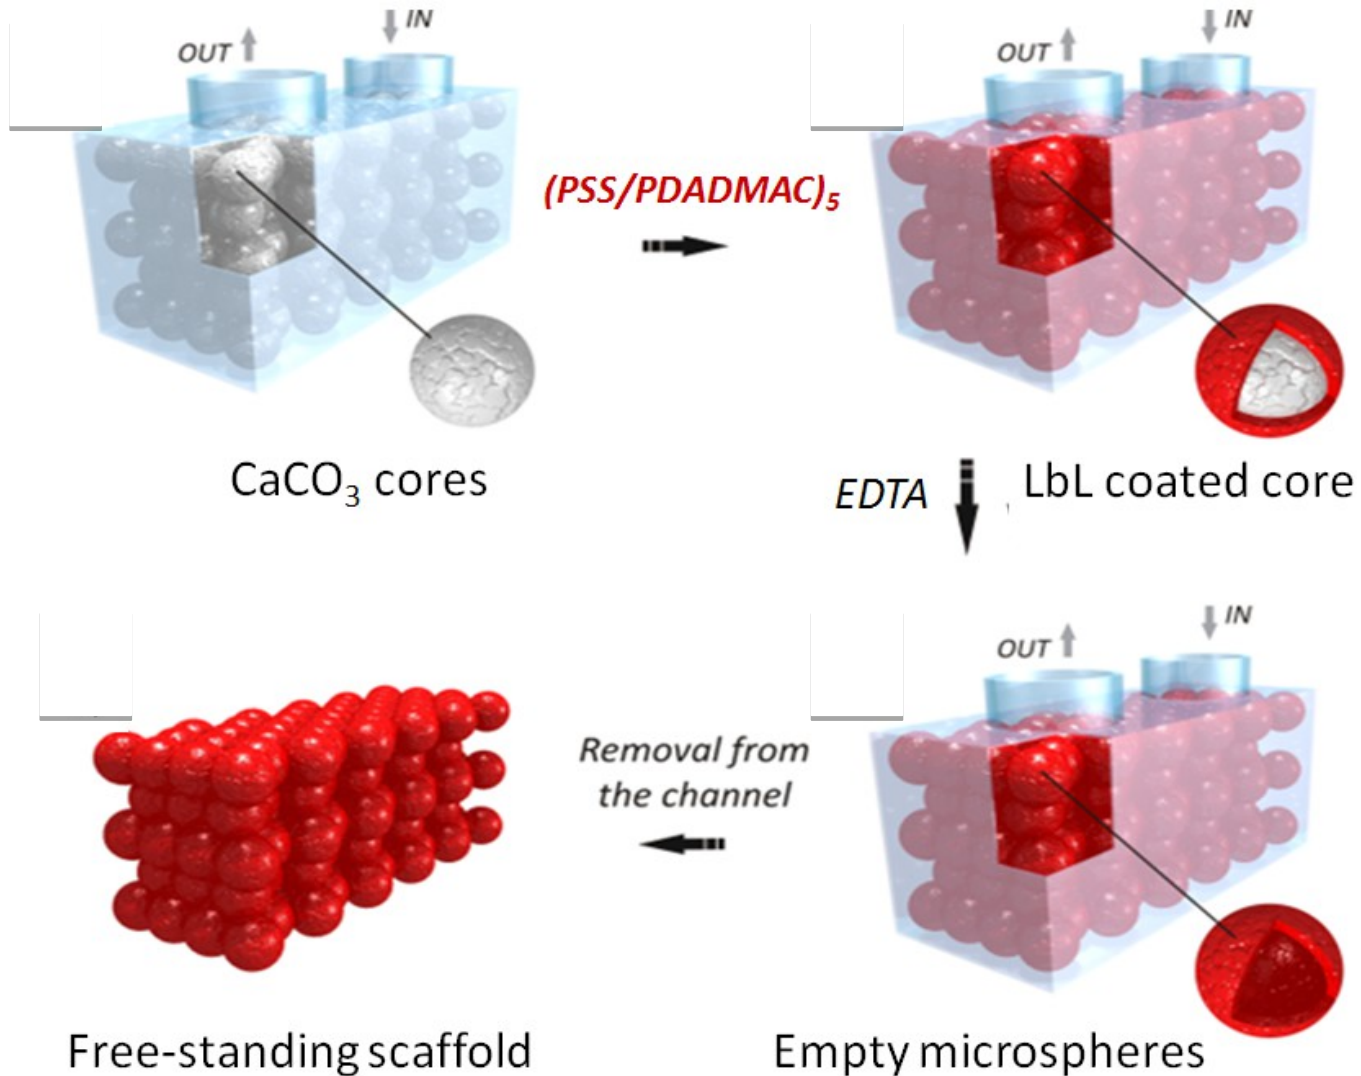 OUT
IN
OUT
IN
(PSS/PDADMAC)₅
CaCO₃ cores
EDTA
LbL coated core
OUT
IN
Removal from
the channel
Free-standing scaffold
Empty microspheres